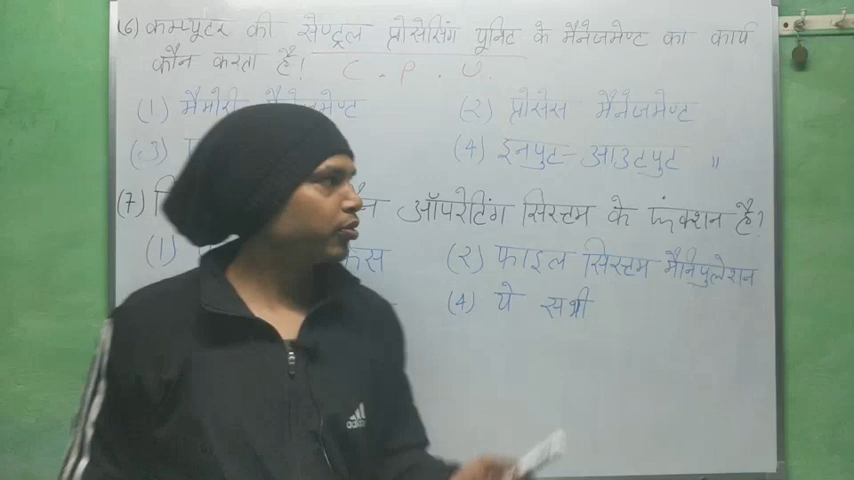 (6) कम्प्यूटर की सैण्ट्रल प्रोसेसिंग यूनिट के मैनेजमेण्ट का कार्य
कौन करता है? C.P.U.
(1) मैमोरी मैनेजमेण्ट (2) प्रोसेस मैनेजमेण्ट
(3) (4) इनपुट-आउटपुट "
(7) ऑपरेटिंग सिस्टम के फंक्शन है?
(1) (2) फाइल सिस्टम मैनिपुलेशन
(4) ये सभी
adidas